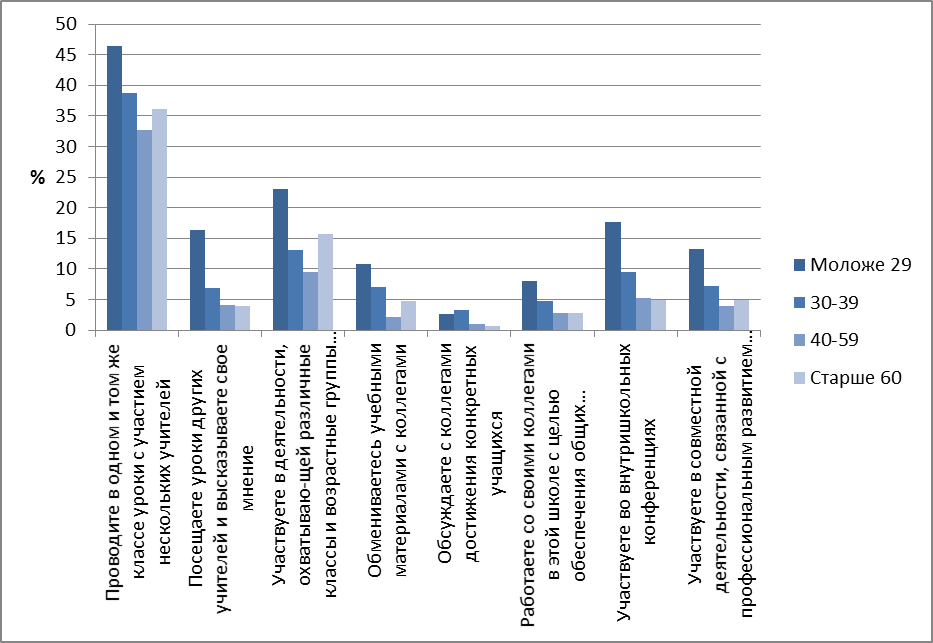 50
45
40
35
30
25
20
15
10
5
0
%
Проводите в одном и том же
классе уроки с участием
нескольких учителей
Посещаете уроки других
учителей и высказываете свое
мнение
Участвуете в деятельности,
охватываю-щей различные
классы и возрастные группы…
Обмениваетесь учебными
материалами с коллегами
Обсуждаете с коллегами
достижения конкретных
учащихся
Работаете со своими коллегами
в этой школе с целью
обеспечения общих…
Участвуете во внутришкольных
конференциях
Участвуете в совместной
деятельности, связанной с
профессиональным развитием…
Моложе 29
30-39
40-59
Старше 60